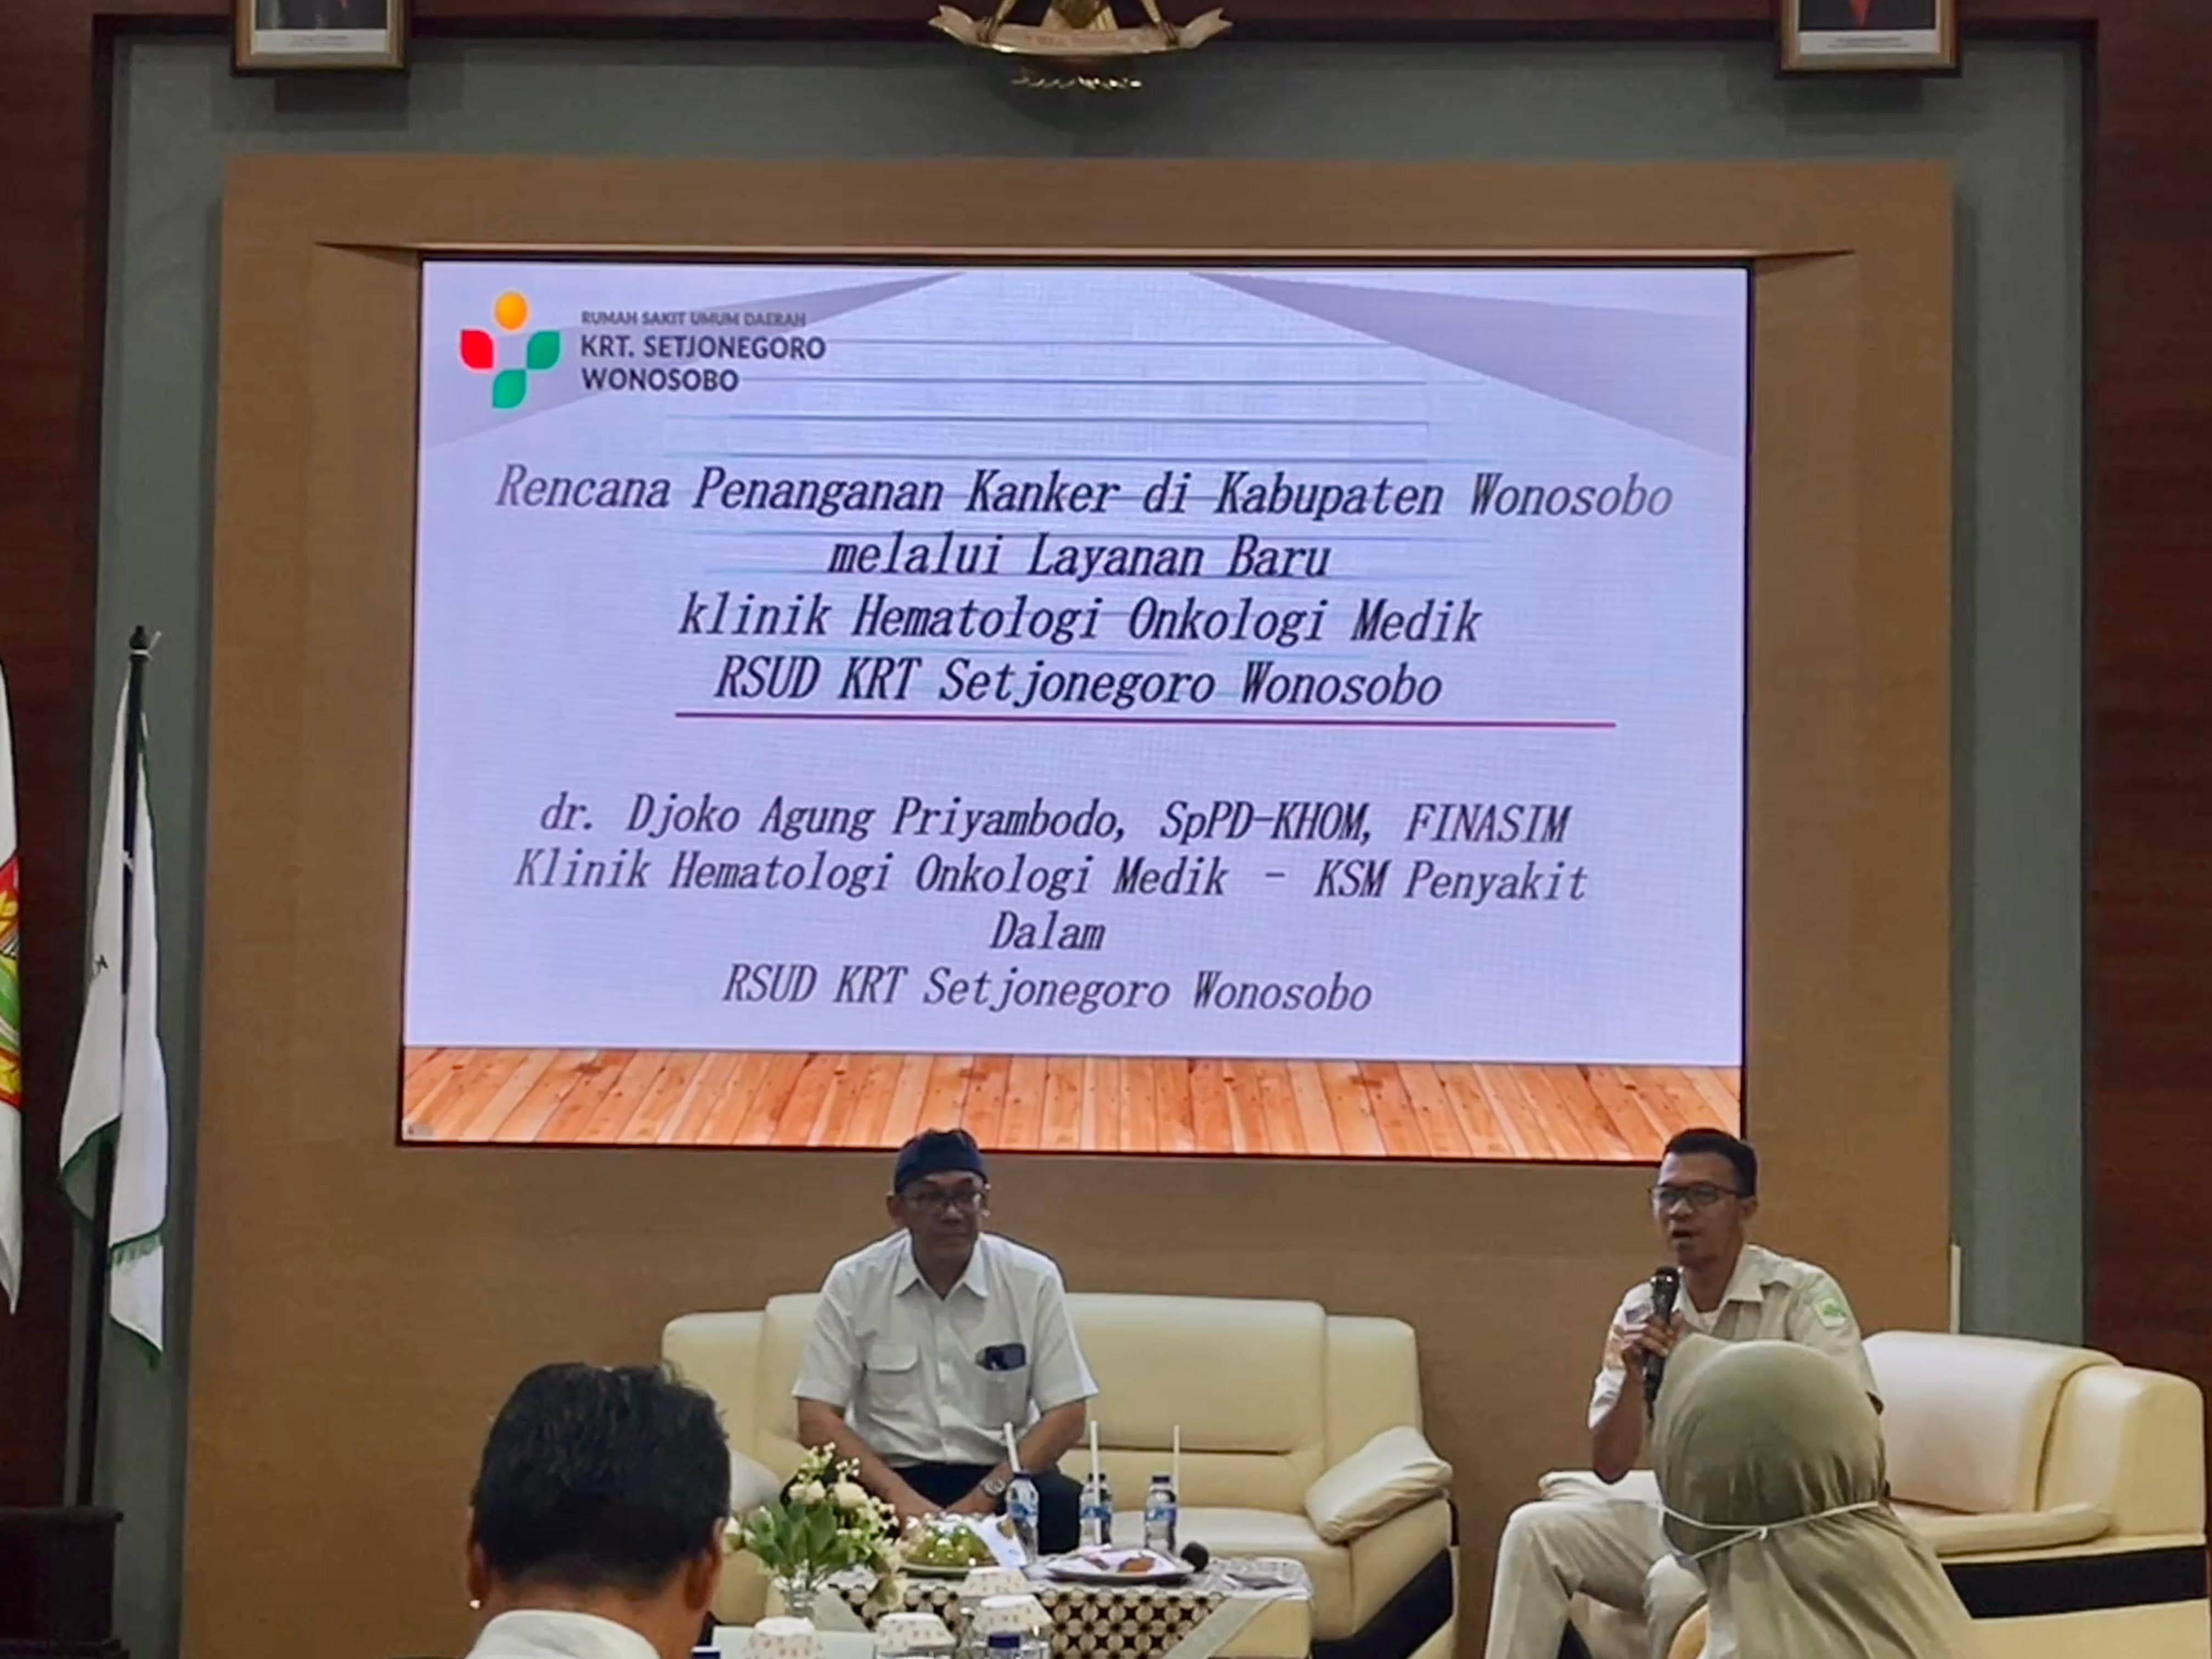 RUMAH SAKIT UMUM DAERAH
KRT. SETJONEGORO
WONOSOBO
Rencana Penanganan Kanker di Kabupaten Wonosobo
melalui Layanan Baru
klinik Hematologi Onkologi Medik
RSUD KRT Setjonegoro Wonosobo
dr. Djoko Agung Priyambodo, SpPD-KHOM, FINASIM
Klinik Hematologi Onkologi Medik - KSM Penyakit
Dalam
RSUD KRT Setjonegoro Wonosobo